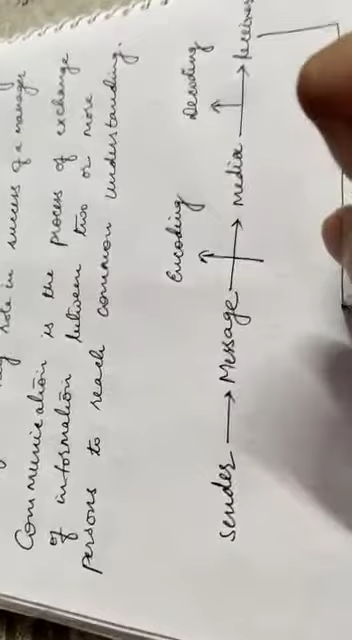 role in success of a manager
Communication is the process of exchange
of information between two or more
persons to reach common understanding.
Encoding Decoding
Sender → Message → Media → Receiver